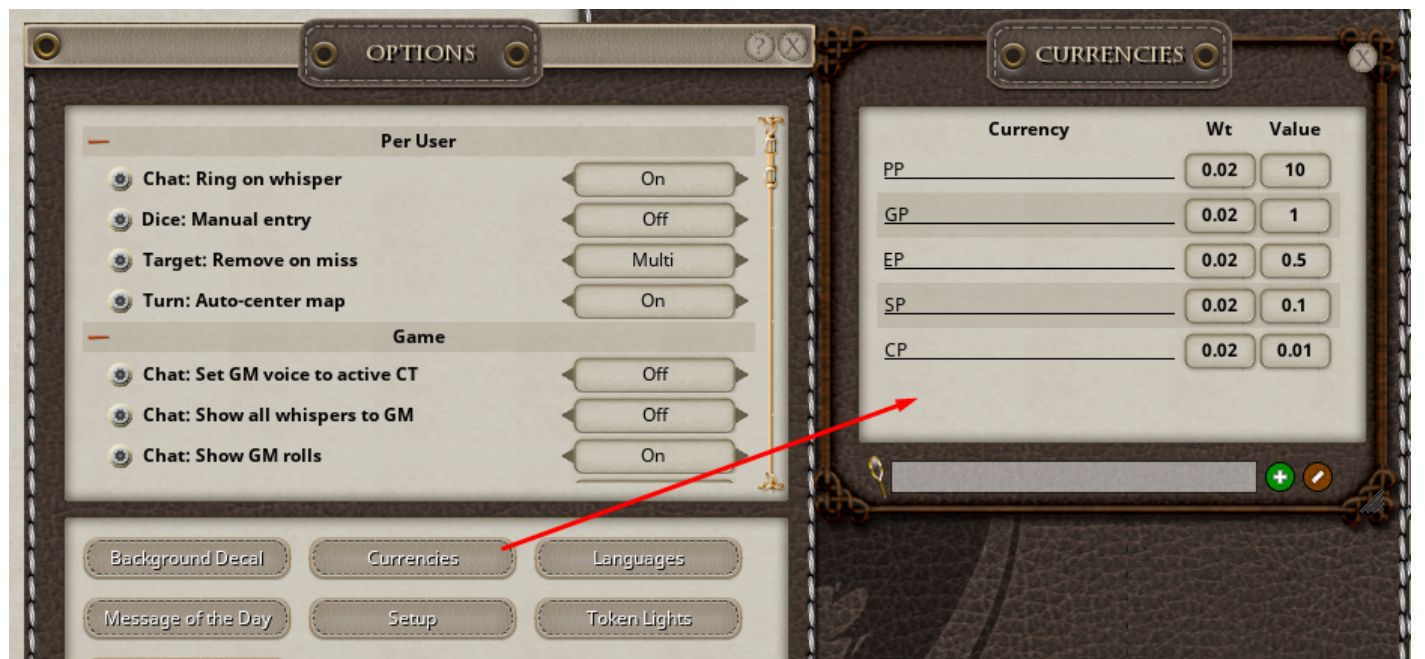 OPTIONS
?
X
Per User
Chat: Ring on whisper On
Dice: Manual entry Off
Target: Remove on miss Multi
Turn: Auto-center map On
Game
Chat: Set GM voice to active CT Off
Chat: Show all whispers to GM Off
Chat: Show GM rolls On
Background Decal Currencies Languages
Message of the Day Setup Token Lights
CURRENCIES
X
Currency Wt Value
PP 0.02 10
GP 0.02 1
EP 0.02 0.5
SP 0.02 0.1
CP 0.02 0.01